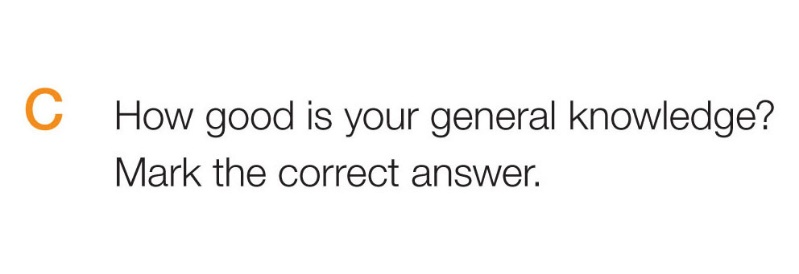 C How good is your general knowledge?
Mark the correct answer.